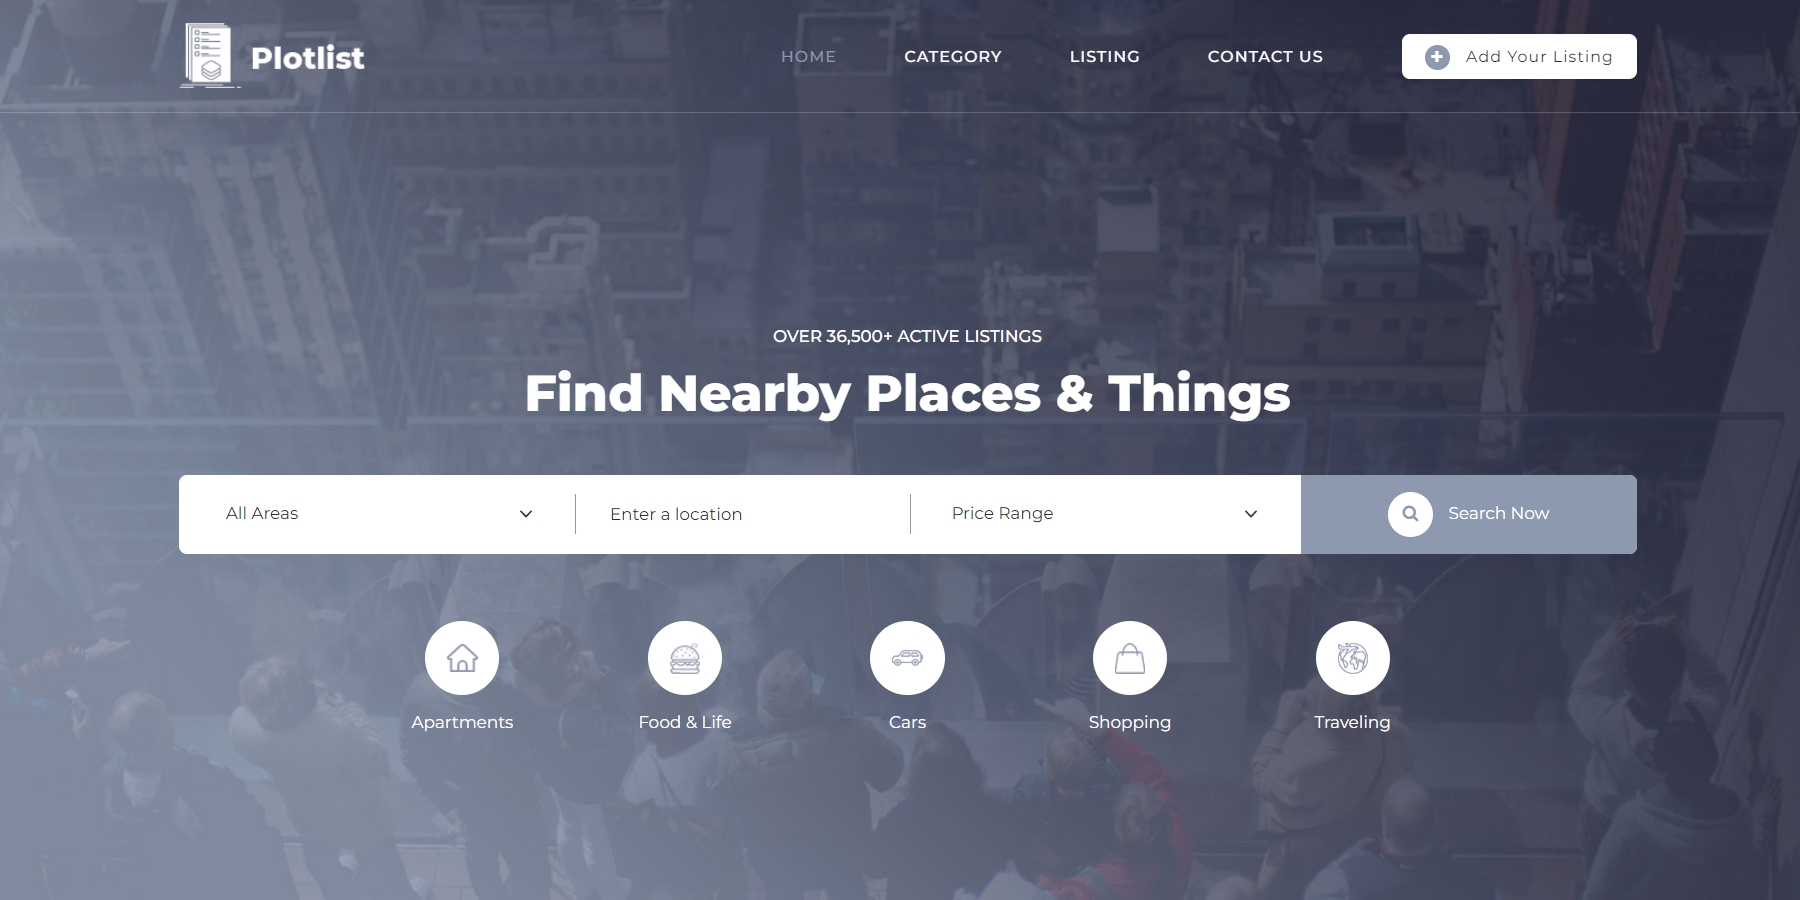 Plotlist
HOME
CATEGORY
LISTING
CONTACT US
Add Your Listing
OVER 36,500+ ACTIVE LISTINGS
Find Nearby Places & Things
All Areas
Enter a location
Price Range
Search Now
Apartments
Food & Life
Cars
Shopping
Traveling